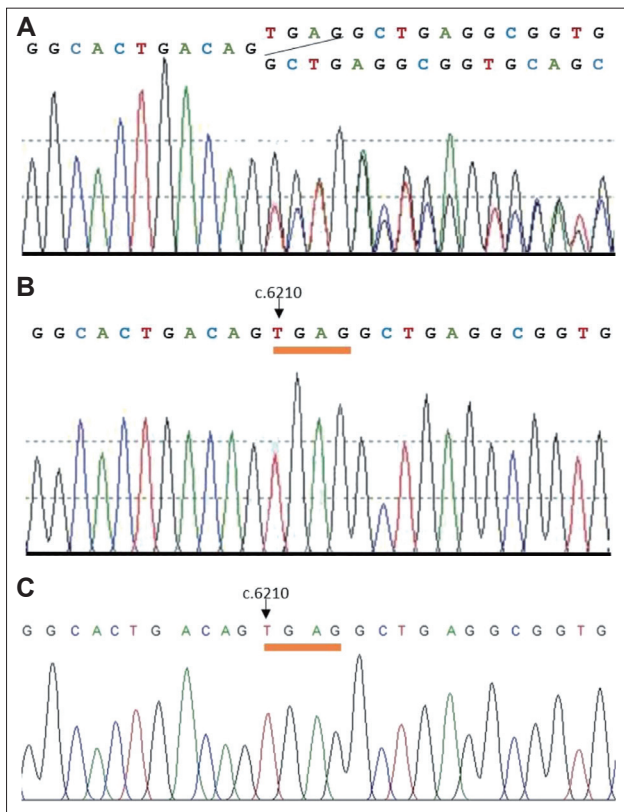 A
T G A G G C T G A G G C G G T G
G G C A C T G A C A G
G C T G A G G C G G T G C A G C
B
c.6210
G G C A C T G A C A G T G A G G C T G A G G C G G T G
C
c.6210
G G C A C T G A C A G T G A G G C T G A G G C G G T G